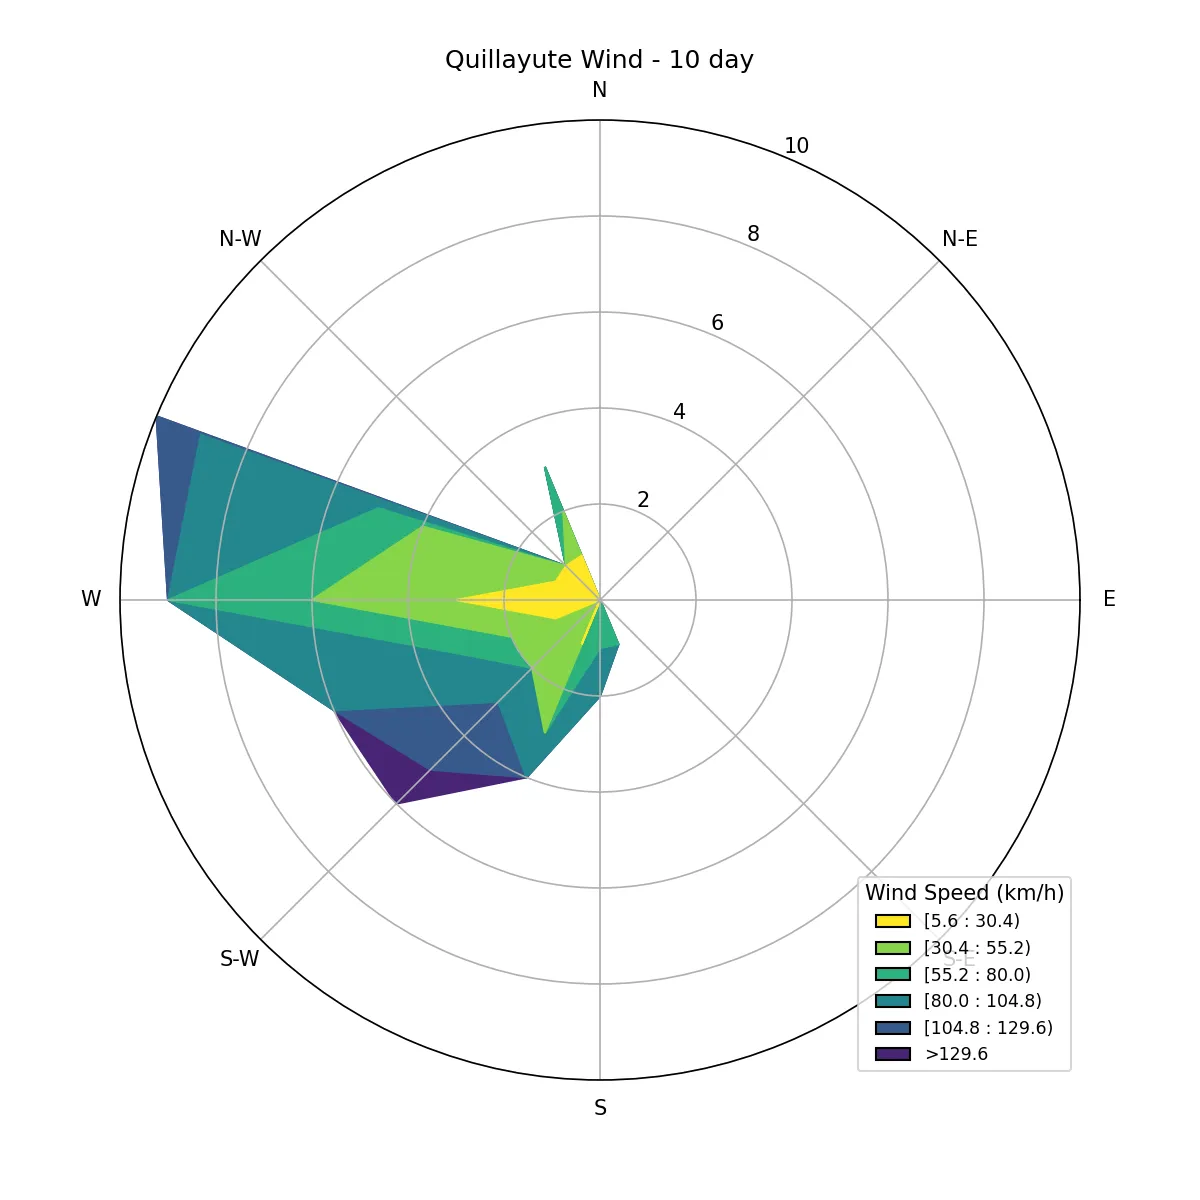 Quillayute Wind - 10 day
N
10
N-W
8
N-E
6
4
2
W
E
Wind Speed (km/h)
[5.6 : 30.4)
[30.4 : 55.2)
S-W
S-E
[55.2 : 80.0)
[80.0 : 104.8)
[104.8 : 129.6)
>129.6
S